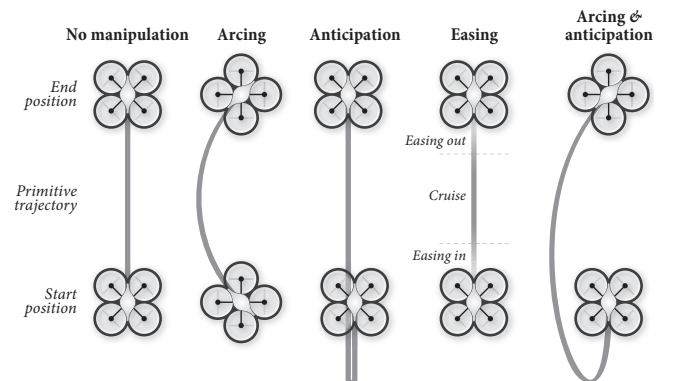 No manipulation
Arcing
Anticipation
Easing
Arcing &
anticipation
End
position
Easing out
Primitive
trajectory
Cruise
Easing in
Start
position